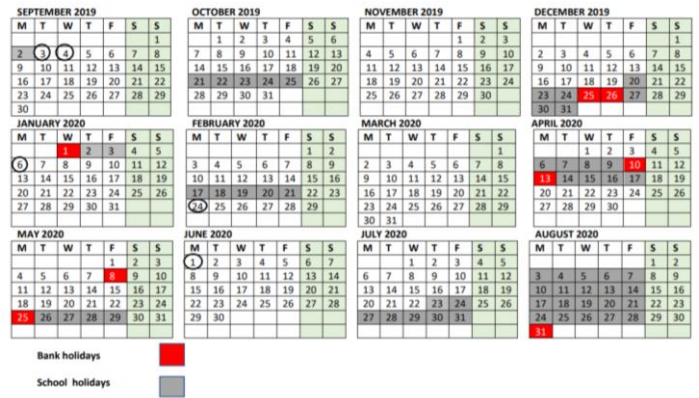 SEPTEMBER 2019
M T W T F S S
1
2 3 4 5 6 7 8
9 10 11 12 13 14 15
16 17 18 19 20 21 22
23 24 25 26 27 28 29
30
OCTOBER 2019
M T W T F S S
1 2 3 4 5 6
7 8 9 10 11 12 13
14 15 16 17 18 19 20
21 22 23 24 25 26 27
28 29 30 31
NOVEMBER 2019
M T W T F S S
1 2 3
4 5 6 7 8 9 10
11 12 13 14 15 16 17
18 19 20 21 22 23 24
25 26 27 28 29 30
DECEMBER 2019
M T W T F S S
1
2 3 4 5 6 7 8
9 10 11 12 13 14 15
16 17 18 19 20 21 22
23 24 25 26 27 28 29
30 31
JANUARY 2020
M T W T F S S
1 2 3 4 5
6 7 8 9 10 11 12
13 14 15 16 17 18 19
20 21 22 23 24 25 26
27 28 29 30 31
FEBRUARY 2020
M T W T F S S
1 2
3 4 5 6 7 8 9
10 11 12 13 14 15 16
17 18 19 20 21 22 23
24 25 26 27 28 29
MARCH 2020
M T W T F S S
1
2 3 4 5 6 7 8
9 10 11 12 13 14 15
16 17 18 19 20 21 22
23 24 25 26 27 28 29
30 31
APRIL 2020
M T W T F S S
1 2 3 4 5
6 7 8 9 10 11 12
13 14 15 16 17 18 19
20 21 22 23 24 25 26
27 28 29 30
MAY 2020
M T W T F S S
1 2 3
4 5 6 7 8 9 10
11 12 13 14 15 16 17
18 19 20 21 22 23 24
25 26 27 28 29 30 31
JUNE 2020
M T W T F S S
1 2 3 4 5 6 7
8 9 10 11 12 13 14
15 16 17 18 19 20 21
22 23 24 25 26 27 28
29 30
JULY 2020
M T W T F S S
1 2 3 4 5
6 7 8 9 10 11 12
13 14 15 16 17 18 19
20 21 22 23 24 25 26
27 28 29 30 31
AUGUST 2020
M T W T F S S
1 2
3 4 5 6 7 8 9
10 11 12 13 14 15 16
17 18 19 20 21 22 23
24 25 26 27 28 29 30
31
Bank holidays
School holidays